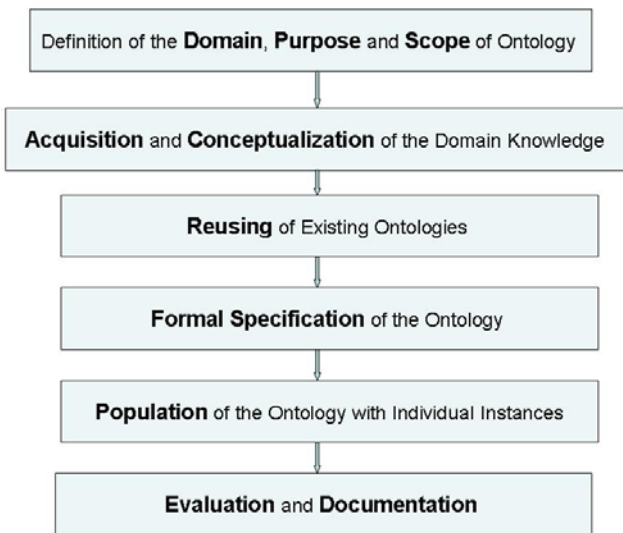 Definition of the Domain, Purpose and Scope of Ontology
Acquisition and Conceptualization of the Domain Knowledge
Reusing of Existing Ontologies
Formal Specification of the Ontology
Population of the Ontology with Individual Instances
Evaluation and Documentation